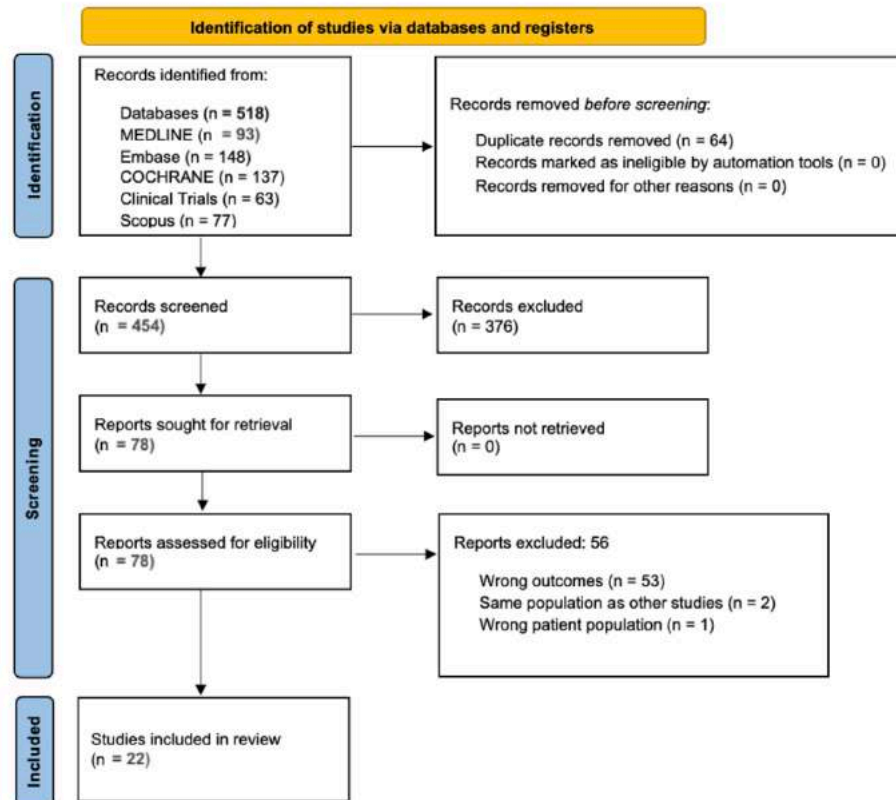 Identification of studies via databases and registers
Identification
Records identified from:
Databases (n = 518)
MEDLINE (n = 93)
Embase (n = 148)
COCHRANE (n = 137)
Clinical Trials (n = 63)
Scopus (n = 77)
Records removed before screening:
Duplicate records removed (n = 64)
Records marked as ineligible by automation tools (n = 0)
Records removed for other reasons (n = 0)
Screening
Records screened
(n = 454)
Records excluded
(n = 376)
Reports sought for retrieval
(n = 78)
Reports not retrieved
(n = 0)
Reports assessed for eligibility
(n = 78)
Reports excluded: 56
Wrong outcomes (n = 53)
Same population as other studies (n = 2)
Wrong patient population (n = 1)
Included
Studies included in review
(n = 22)